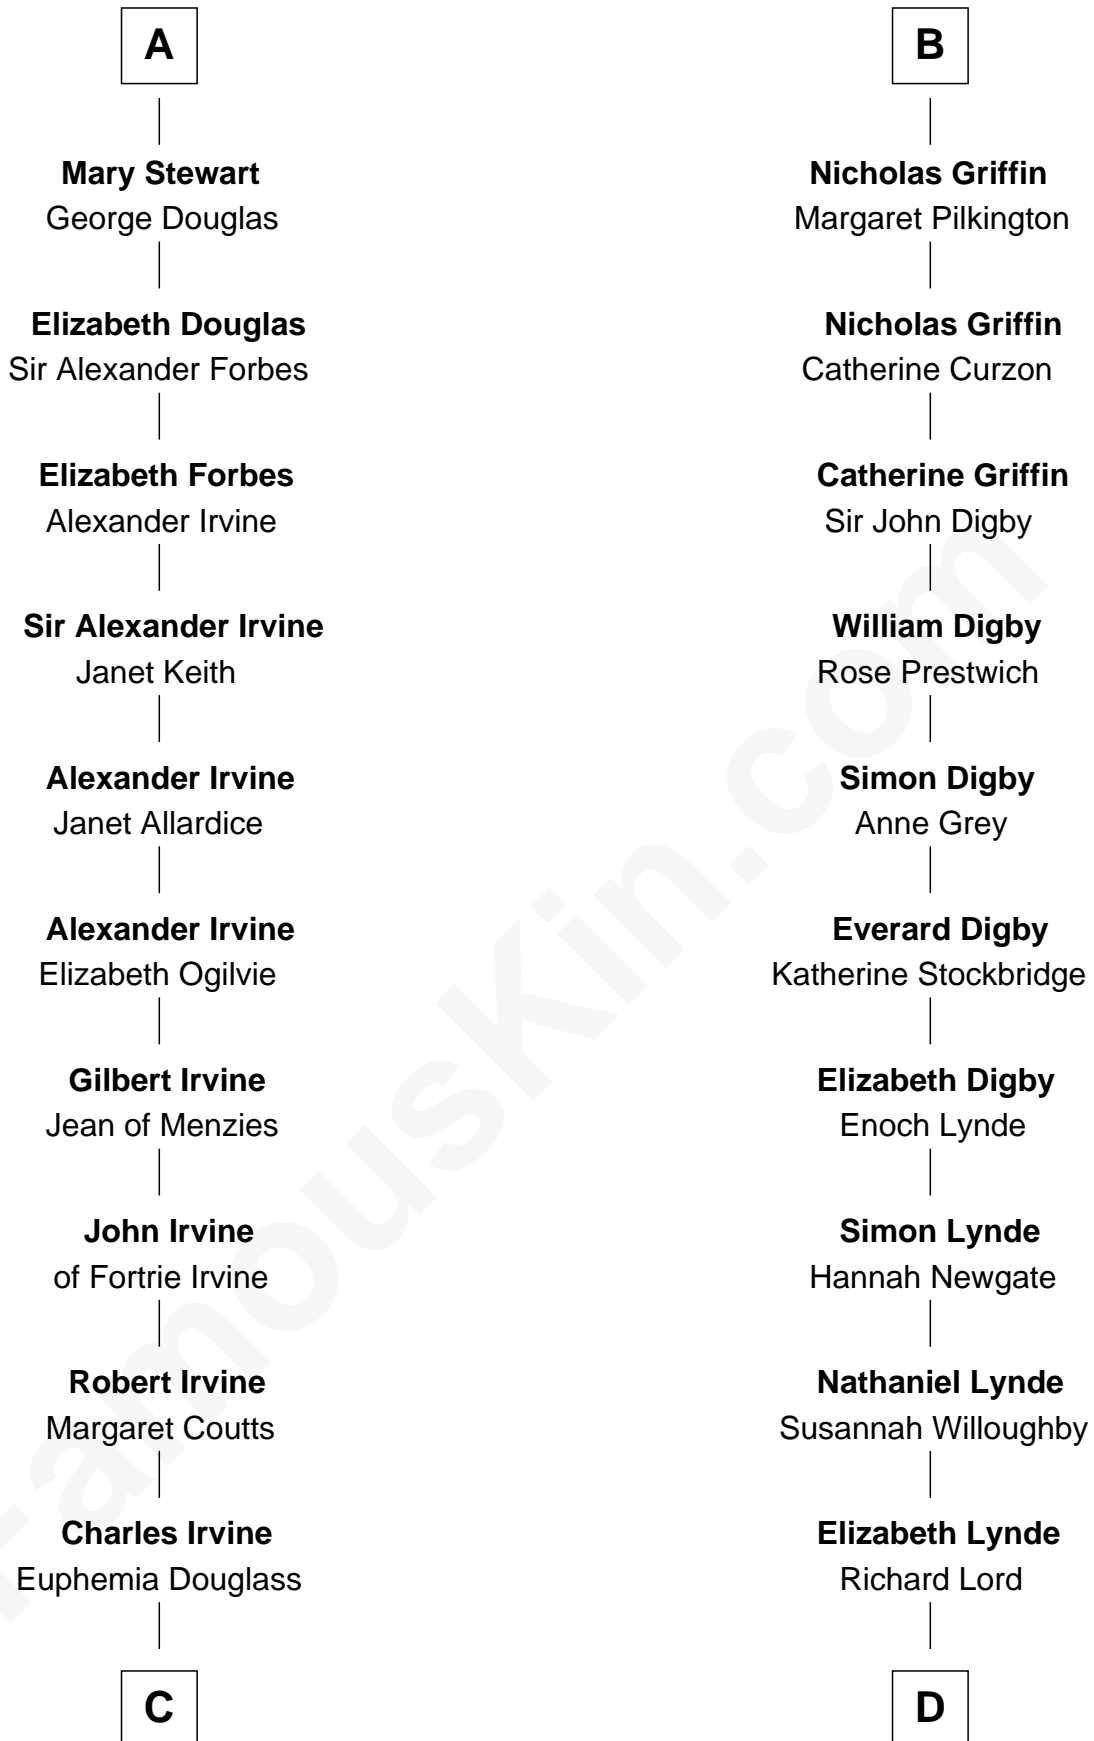 A
Mary Stewart
George Douglas
Elizabeth Douglas
Sir Alexander Forbes
Elizabeth Forbes
Alexander Irvine
Sir Alexander Irvine
Janet Keith
Alexander Irvine
Janet Allardice
Alexander Irvine
Elizabeth Ogilvie
Gilbert Irvine
Jean of Menzies
John Irvine
of Fortrie Irvine
Robert Irvine
Margaret Coutts
Charles Irvine
Euphemia Douglass
C
B
Nicholas Griffin
Margaret Pilkington
Nicholas Griffin
Catherine Curzon
Catherine Griffin
Sir John Digby
William Digby
Rose Prestwich
Simon Digby
Anne Grey
Everard Digby
Katherine Stockbridge
Elizabeth Digby
Enoch Lynde
Simon Lynde
Hannah Newgate
Nathaniel Lynde
Susannah Willoughby
Elizabeth Lynde
Richard Lord
D
FamousKin.com